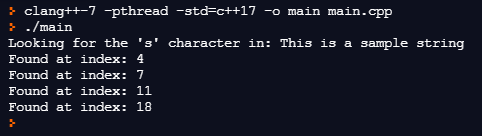 > clang++-7 -pthread -std=c++17 -o main main.cpp
> ./main
Looking for the 's' character in: This is a sample string
Found at index: 4
Found at index: 7
Found at index: 11
Found at index: 18
>